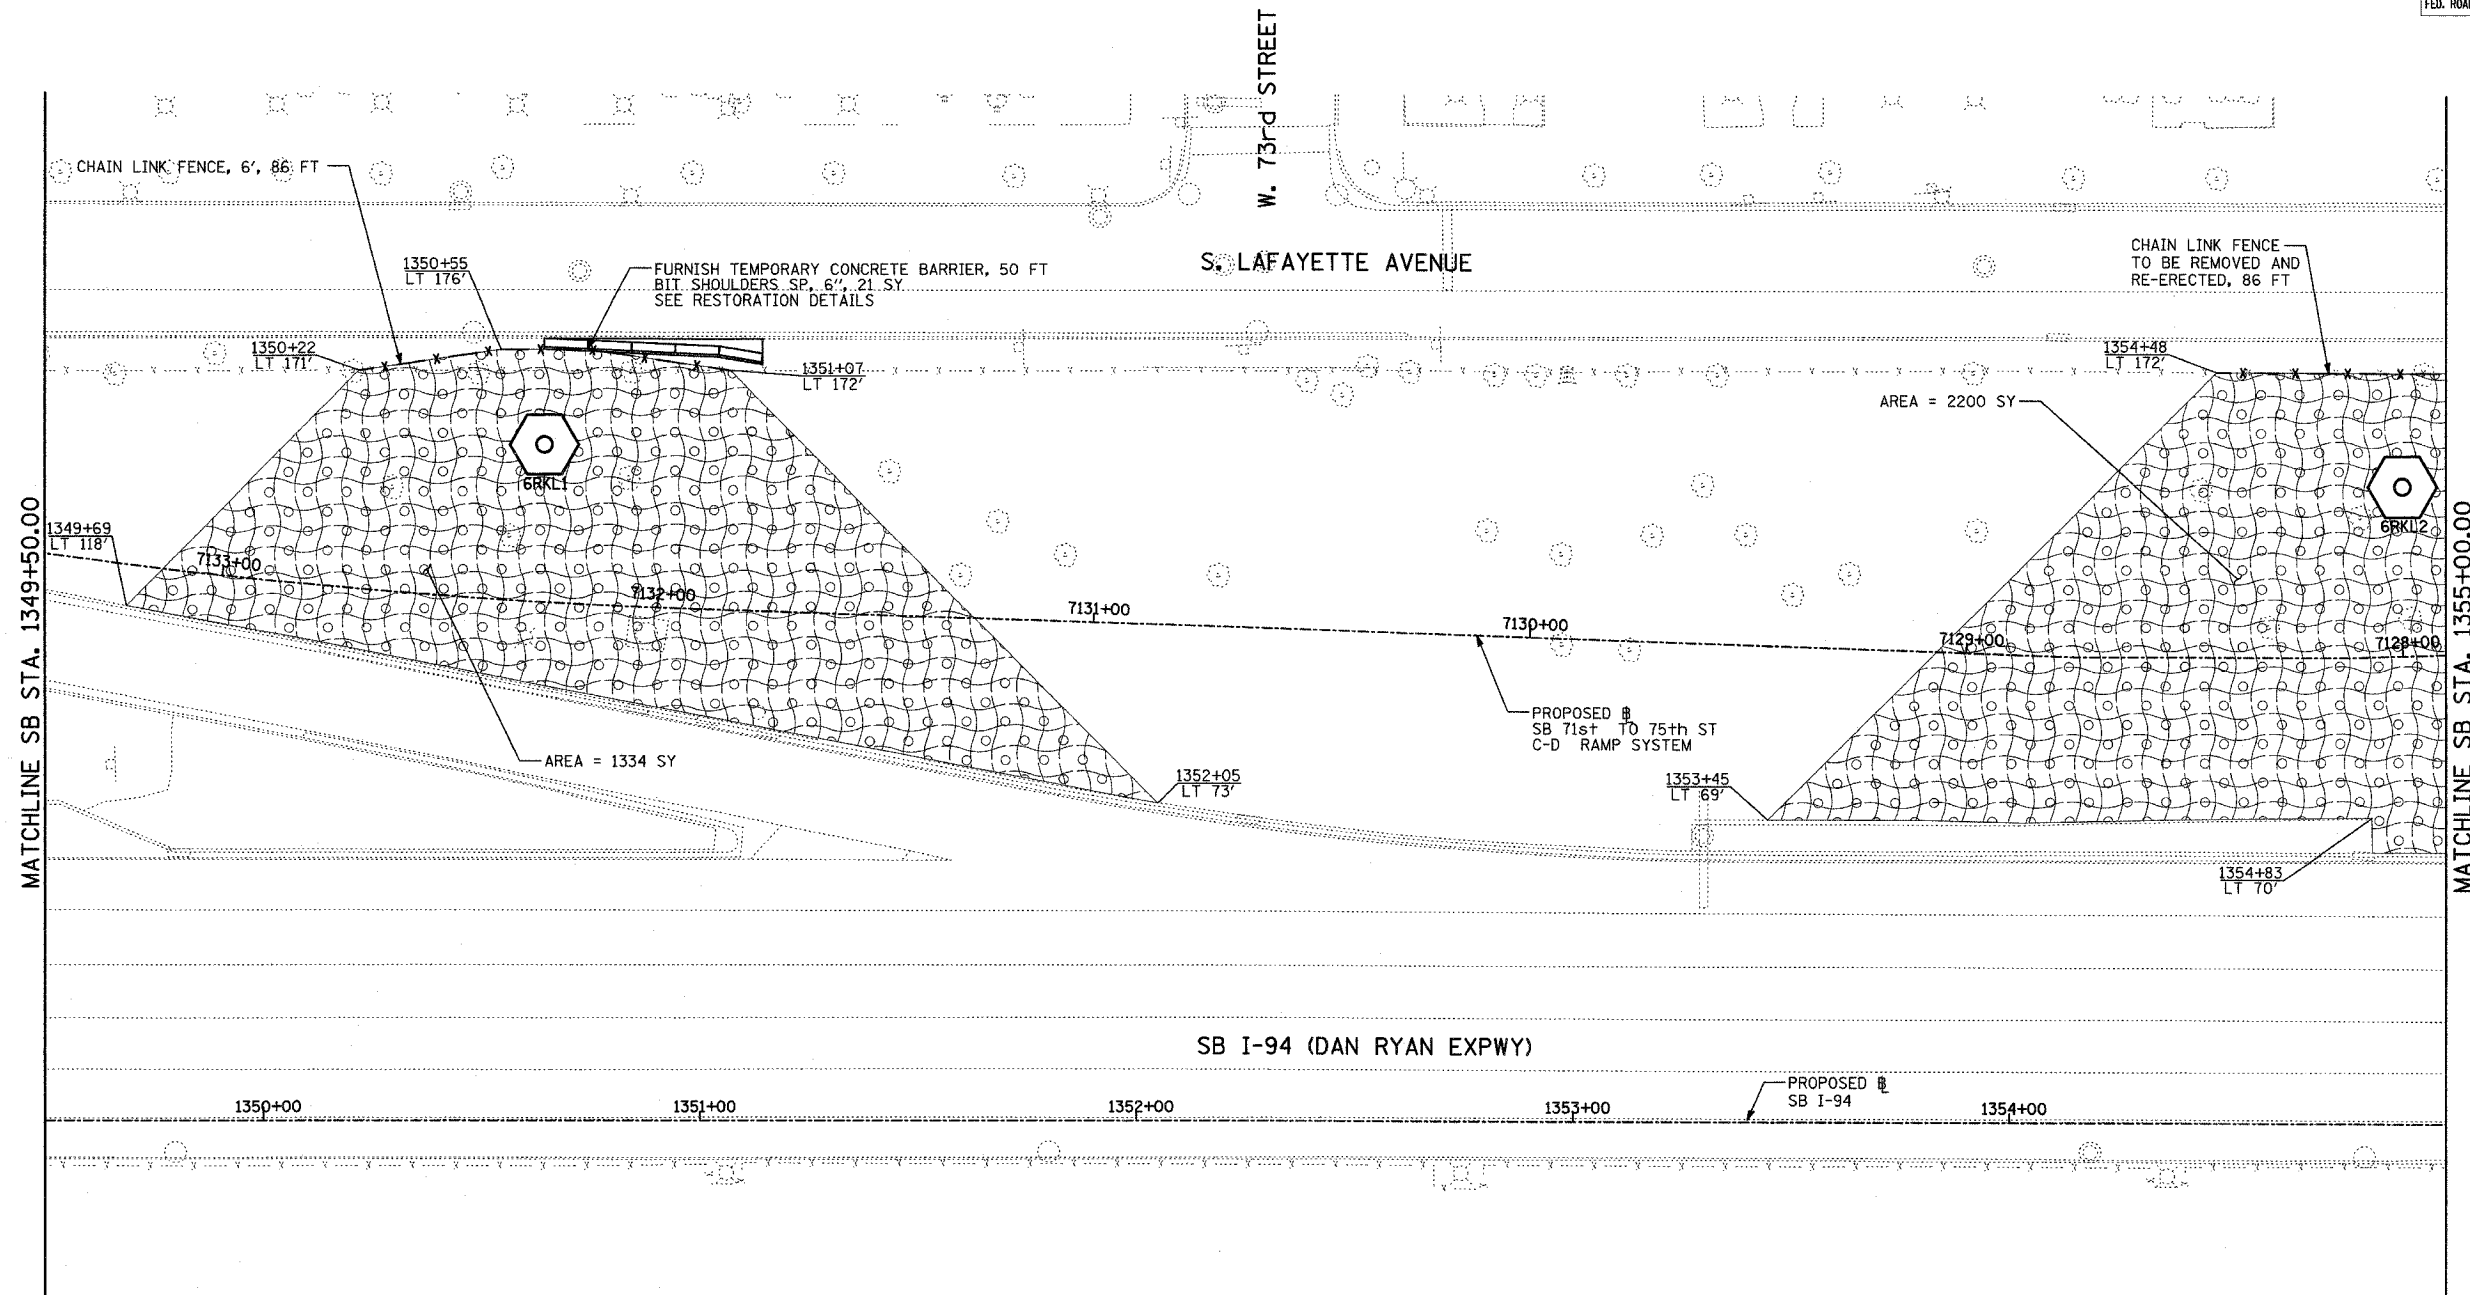 FED. ROA
W. 73rd STREET
CHAIN LINK FENCE, 6', 86 FT
1350+55
LT 176'
FURNISH TEMPORARY CONCRETE BARRIER, 50 FT
BIT SHOULDERS SP, 6", 21 SY
SEE RESTORATION DETAILS
S. LAFAYETTE AVENUE
CHAIN LINK FENCE
TO BE REMOVED AND
RE-ERECTED, 86 FT
1350+22
LT 171'
1351+07
LT 172'
1354+48
LT 172'
AREA = 2200 SY
6RKL1
6RKL2
MATCHLINE SB STA. 1349+50.00
1349+69
LT 118'
7133+00
7132+00
7131+00
7130+00
7129+00
7128+00
MATCHLINE SB STA. 1355+00.00
PROPOSED B
SB 71st TO 75th ST
C-D RAMP SYSTEM
AREA = 1334 SY
1352+05
LT 73'
1353+45
LT 69'
1354+83
LT 70'
SB I-94 (DAN RYAN EXPWY)
PROPOSED B
SB I-94
1350+00
1351+00
1352+00
1353+00
1354+00